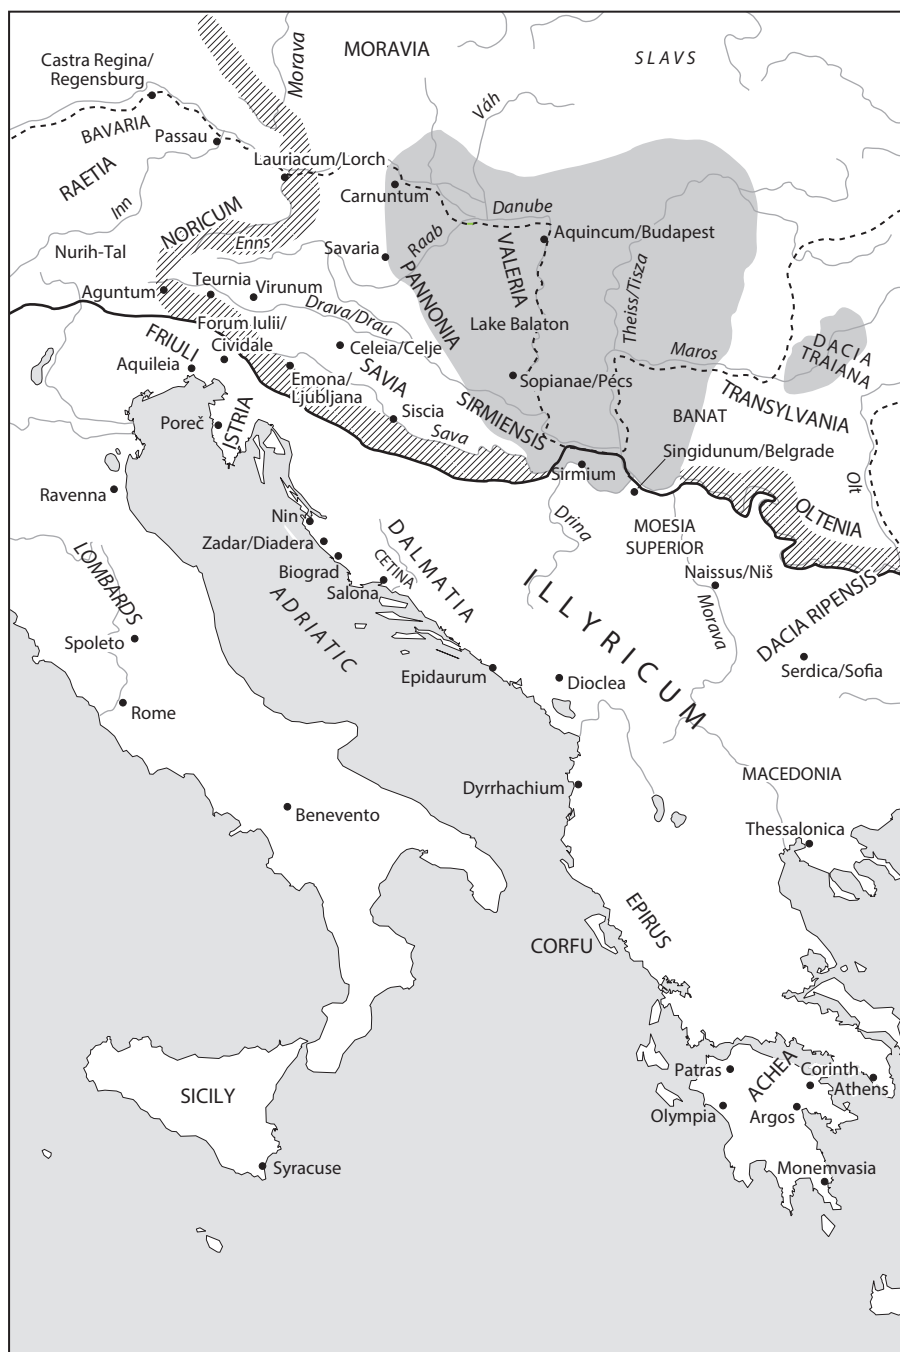 Castra Regina/
Regensburg
Morava
MORAVIA
SLAVS
Váh
BAVARIA
Passau
RAETIA
Lauriacum/Lorch
Carnuntum
Inn
NORICUM
Danube
Enns
Nurih-Tal
Savaria
Raab
VALERIA
Aquincum/Budapest
PANNONIA
Theiss/Tisza
Teurnia
Virunum
Aguntum
Drava/Drau
Forum Iulii/
Cividale
FRIULI
Lake Balaton
Celeia/Celje
Maros
DACIA
TRAIANA
Aquileia
Emona/
Ljubljana
SAVIA
Sopianae/Pécs
TRANSYLVANIA
Poreč
ISTRIA
Siscia
SIRMIENSIS
BANAT
Sava
Singidunum/Belgrade
Sirmium
Olt
Ravenna
Nin
Drina
MOESIA
SUPERIOR
OLTENIA
Zadar/Diadera
DALMATIA
CETINA
Biograd
Salona
LOMBARDS
ADRIATIC
ILLYRICUM
Naissus/Niš
Morava
DACIA RIPENSIS
Spoleto
Serdica/Sofia
Epidaurum
Dioclea
Rome
MACEDONIA
Dyrrhachium
Benevento
Thessalonica
EPIRUS
CORFU
Patras
ACHEA
Corinth
Athens
SICILY
Olympia
Argos
Syracuse
Monemvasia